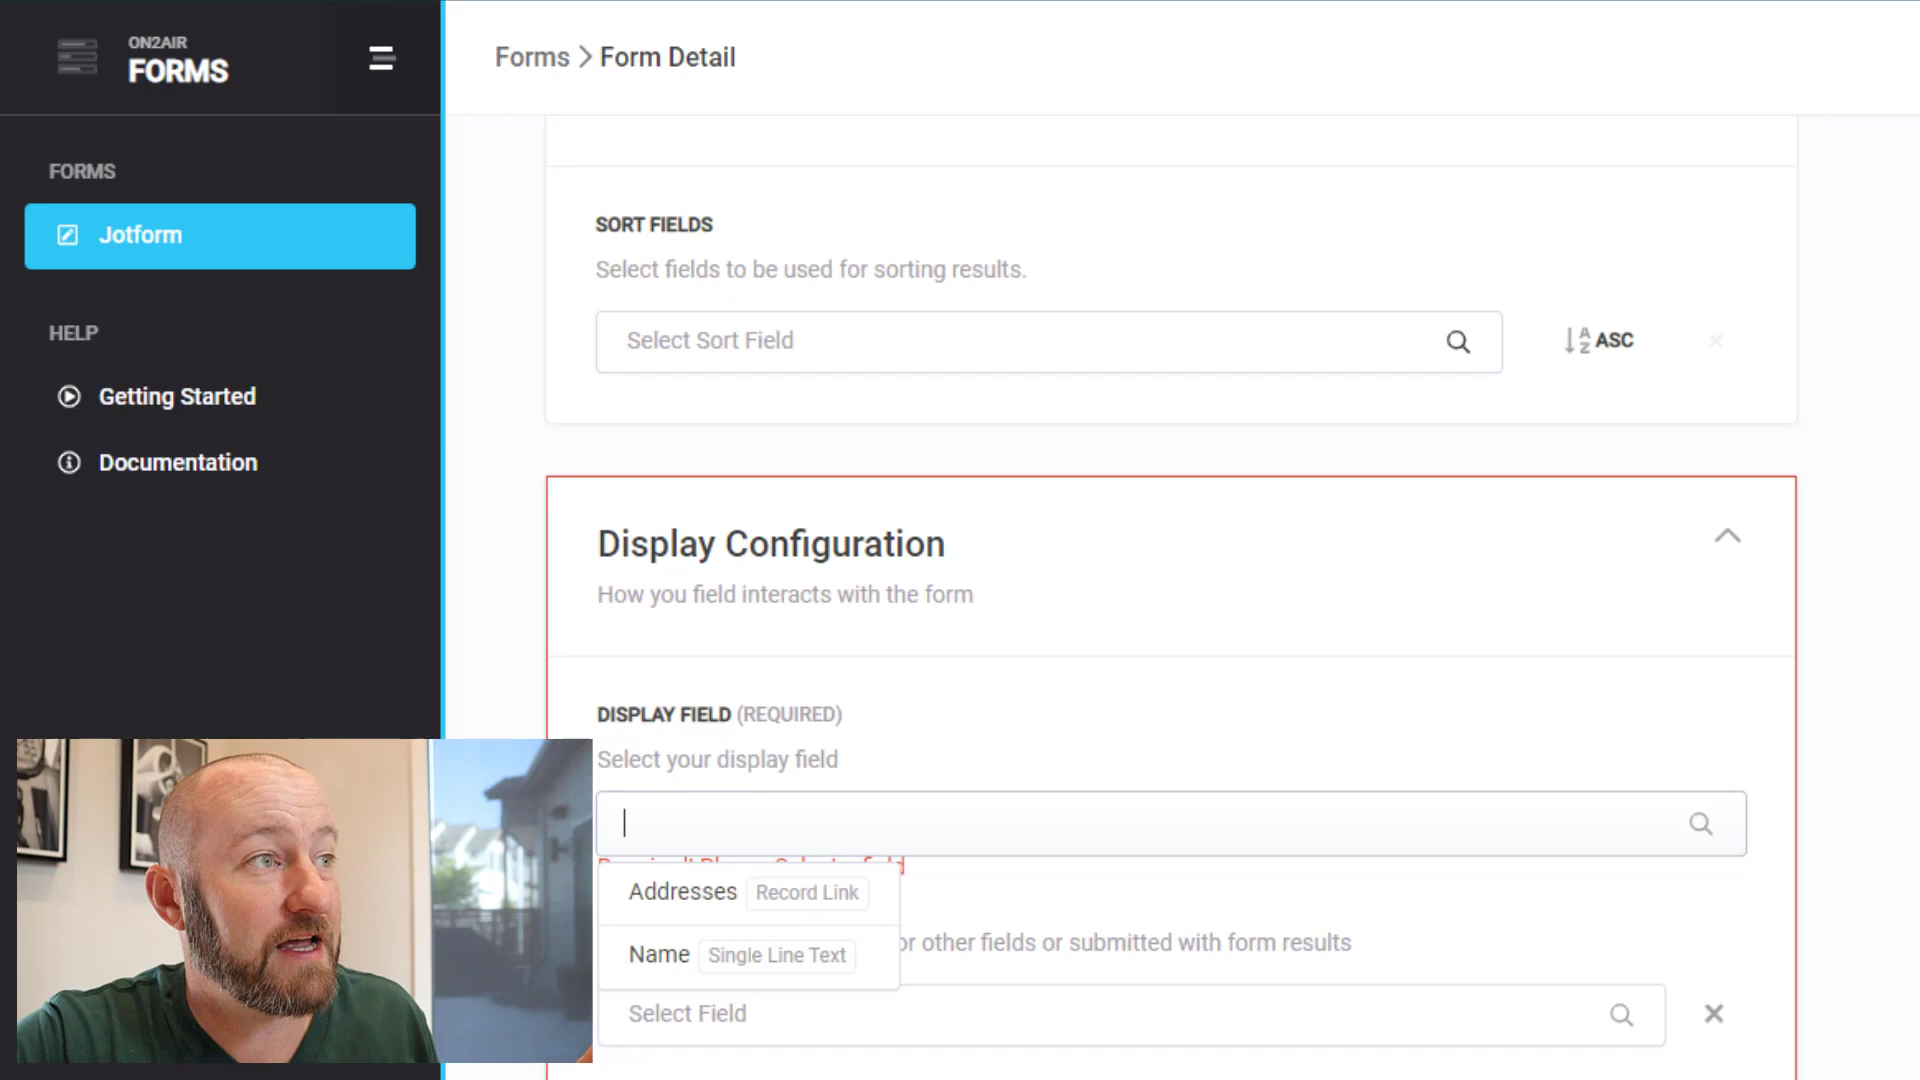 ON2AIR
FORMS
Forms > Form Detail
FORMS
Jotform
HELP
Getting Started
Documentation
SORT FIELDS
Select fields to be used for sorting results.
Select Sort Field
ASC
Display Configuration
How you field interacts with the form
DISPLAY FIELD (REQUIRED)
Select your display field
Addresses Record Link
Name Single Line Text
or other fields or submitted with form results
Select Field